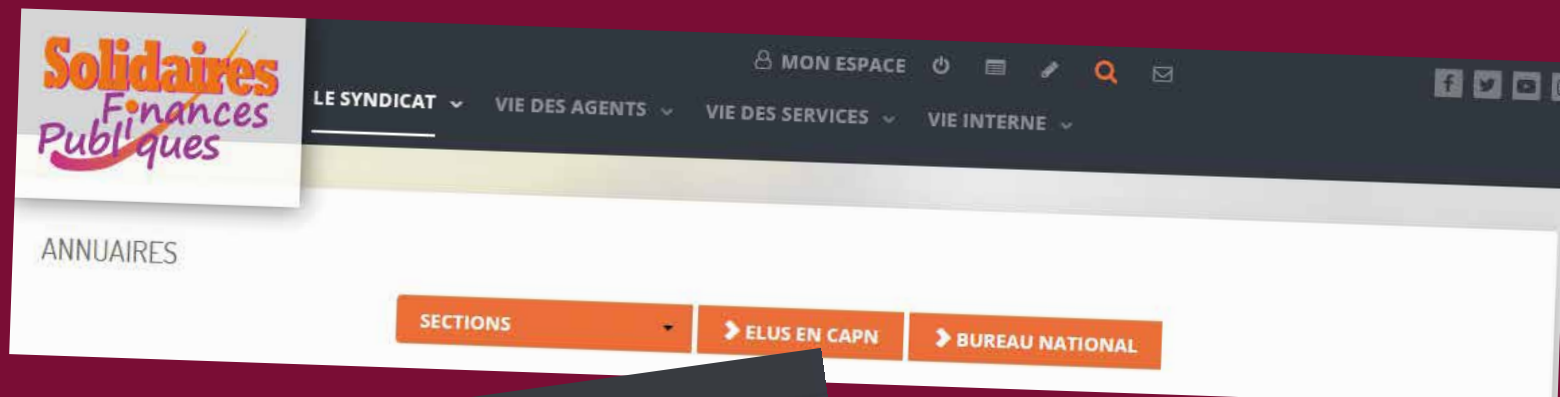 Solidaires
Finances
Publiques
MON ESPACE
LE SYNDICAT
VIE DES AGENTS
VIE DES SERVICES
VIE INTERNE
ANNUAIRES
SECTIONS
ELUS EN CAPN
BUREAU NATIONAL